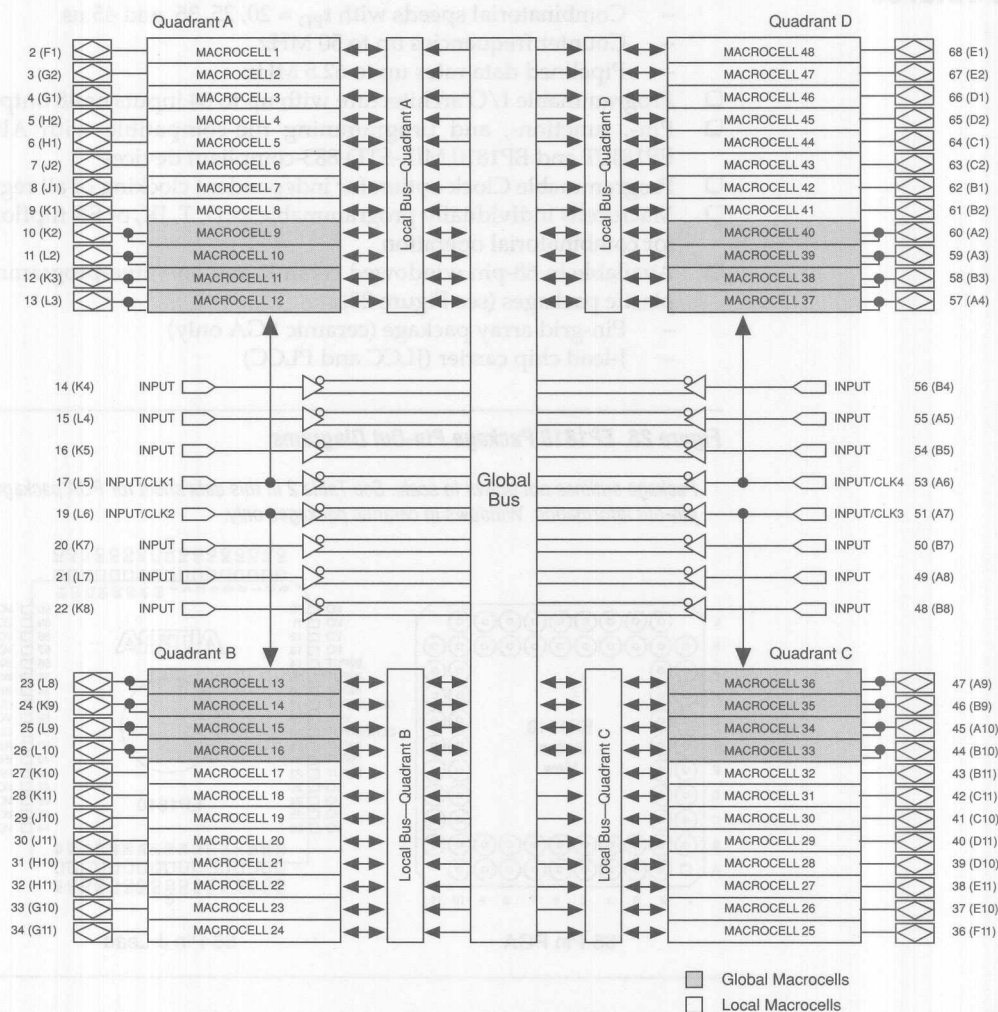 Quadrant A Quadrant D
2 (F1) MACROCELL 1 MACROCELL 48 68 (E1)
3 (G2) MACROCELL 2 MACROCELL 47 67 (E2)
4 (G1) MACROCELL 3 MACROCELL 46 66 (D1)
5 (H2) MACROCELL 4 MACROCELL 45 65 (D2)
6 (H1) MACROCELL 5 MACROCELL 44 64 (C1)
7 (J2) MACROCELL 6 MACROCELL 43 63 (C2)
8 (J1) MACROCELL 7 MACROCELL 42 62 (B1)
9 (K1) MACROCELL 8 MACROCELL 41 61 (B2)
10 (K2) MACROCELL 9 MACROCELL 40 60 (A2)
11 (L2) MACROCELL 10 MACROCELL 39 59 (A3)
12 (K3) MACROCELL 11 MACROCELL 38 58 (B3)
13 (L3) MACROCELL 12 MACROCELL 37 57 (A4)
Local Bus—Quadrant A
Local Bus—Quadrant D
14 (K4) INPUT INPUT 56 (B4)
15 (L4) INPUT INPUT 55 (A5)
16 (K5) INPUT INPUT 54 (B5)
17 (L5) INPUT/CLK1 INPUT/CLK4 53 (A6)
19 (L6) INPUT/CLK2 INPUT/CLK3 51 (A7)
20 (K7) INPUT INPUT 50 (B7)
21 (L7) INPUT INPUT 49 (A8)
22 (K8) INPUT INPUT 48 (B8)
Global
Bus
Quadrant B Quadrant C
23 (L8) MACROCELL 13 MACROCELL 36 47 (A9)
24 (K9) MACROCELL 14 MACROCELL 35 46 (B9)
25 (L9) MACROCELL 15 MACROCELL 34 45 (A10)
26 (L10) MACROCELL 16 MACROCELL 33 44 (B10)
27 (K10) MACROCELL 17 MACROCELL 32 43 (B11)
28 (K11) MACROCELL 18 MACROCELL 31 42 (C11)
29 (J10) MACROCELL 19 MACROCELL 30 41 (C10)
30 (J11) MACROCELL 20 MACROCELL 29 40 (D11)
31 (H10) MACROCELL 21 MACROCELL 28 39 (D10)
32 (H11) MACROCELL 22 MACROCELL 27 38 (E11)
33 (G10) MACROCELL 23 MACROCELL 26 37 (E10)
34 (G11) MACROCELL 24 MACROCELL 25 36 (F11)
Local Bus—Quadrant B
Local Bus—Quadrant C
Global Macrocells
Local Macrocells